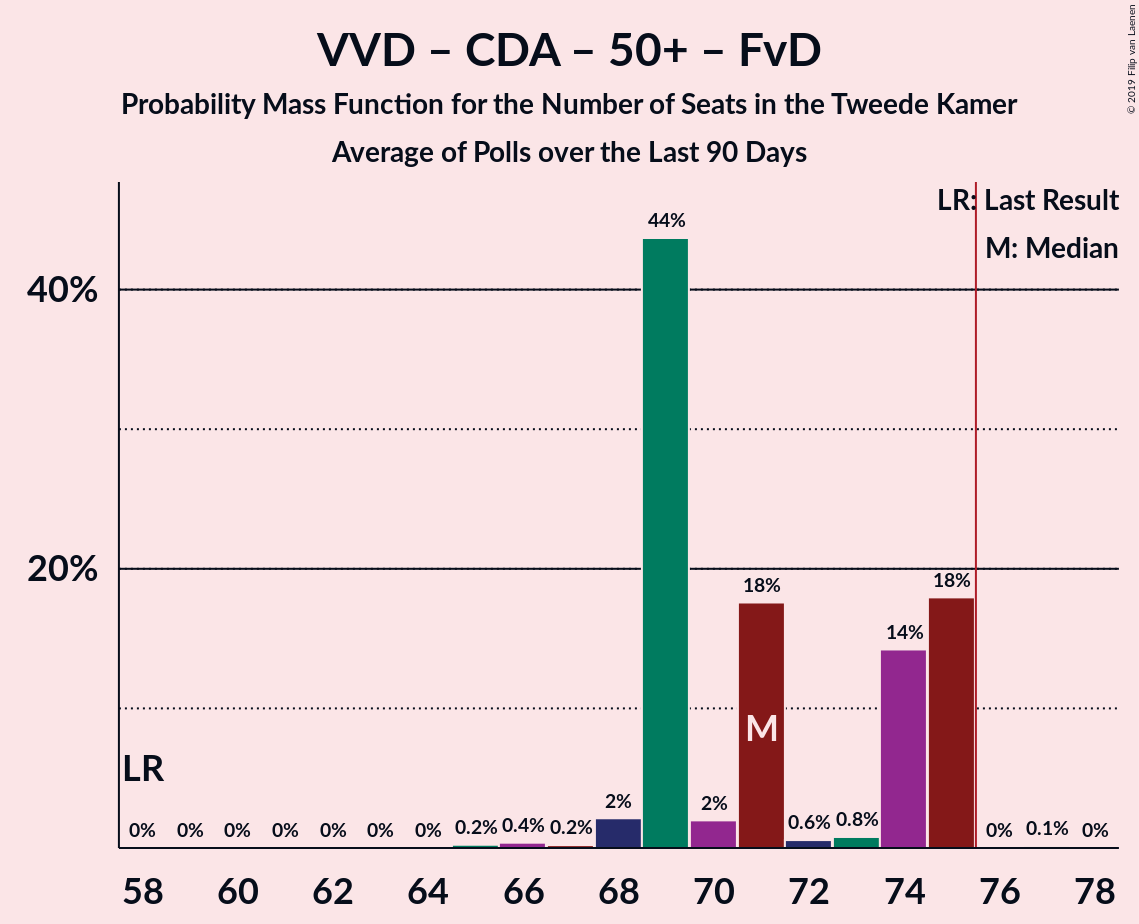 VVD – CDA – 50+ – FvD
Probability Mass Function for the Number of Seats in the Tweede Kamer
Average of Polls over the Last 90 Days
© 2019 Filip van Laenen
LR: Last Result
M: Median
40%
20%
LR
M
0% 0% 0% 0% 0% 0% 0% 0.2% 0.4% 0.2% 2% 44% 2% 18% 0.6% 0.8% 14% 18% 0% 0.1% 0%
58 60 62 64 66 68 70 72 74 76 78